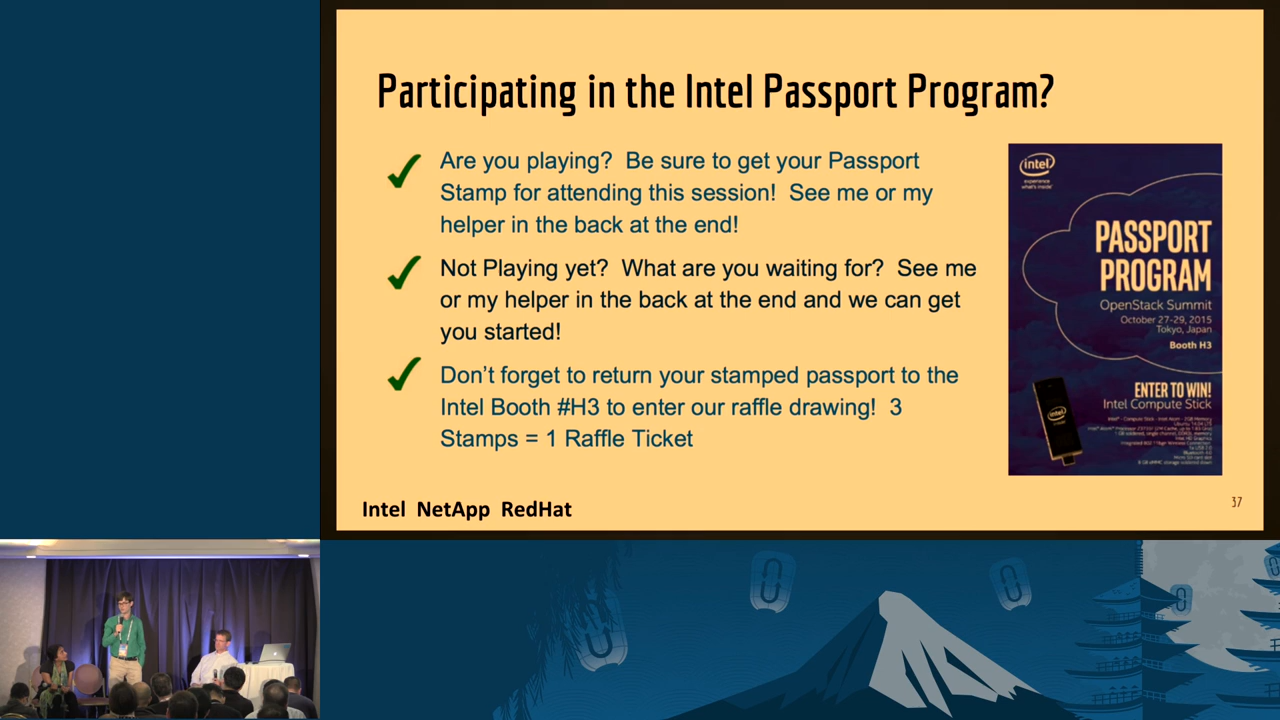 Participating in the Intel Passport Program?
Are you playing?  Be sure to get your Passport
Stamp for attending this session!  See me or my
helper in the back at the end!
Not Playing yet?  What are you waiting for?  See me
or my helper in the back at the end and we can get
you started!
Don't forget to return your stamped passport to the
Intel Booth #H3 to enter our raffle drawing!  3
Stamps = 1 Raffle Ticket
intel
experience
what's inside
PASSPORT
PROGRAM
OpenStack Summit
October 27-29, 2015
Tokyo, Japan
Booth H3
ENTER TO WIN!
Intel Compute Stick
intel
Intel NetApp RedHat
37